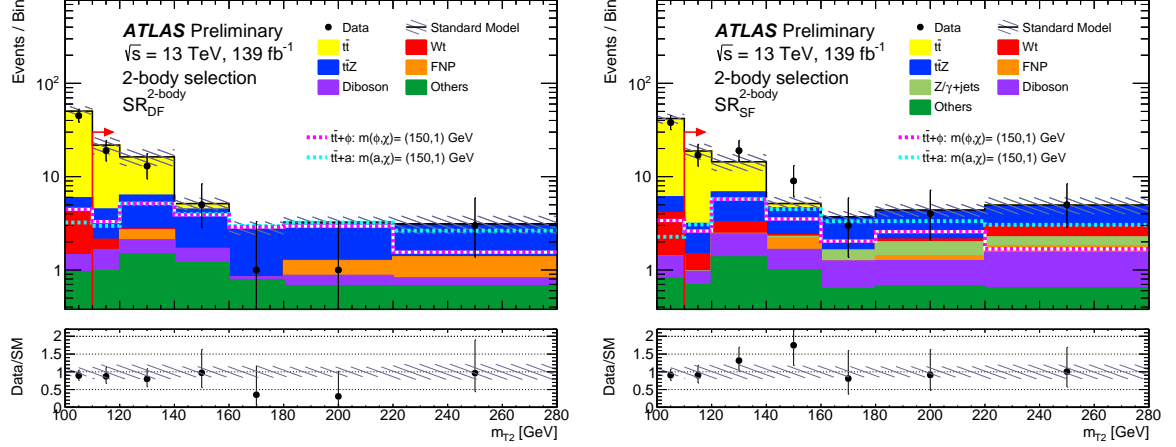 Events / Bin
ATLAS Preliminary
√s = 13 TeV, 139 fb⁻¹
2-body selection
SR_DF^2-body
Data
Standard Model
tt̄
Wt
tt̄Z
FNP
Diboson
Others
tt̄+ϕ: m(ϕ,χ)= (150,1) GeV
tt̄+a: m(a,χ)= (150,1) GeV
10²
10
1
Data/SM
2
1.5
1
0.5
0
100 120 140 160 180 200 220 240 260 280
m_T2 [GeV]
Events / Bin
ATLAS Preliminary
√s = 13 TeV, 139 fb⁻¹
2-body selection
SR_SF^2-body
Data
Standard Model
tt̄
Wt
tt̄Z
FNP
Z/γ+jets
Diboson
Others
tt̄+ϕ: m(ϕ,χ)= (150,1) GeV
tt̄+a: m(a,χ)= (150,1) GeV
10²
10
1
Data/SM
2
1.5
1
0.5
0
100 120 140 160 180 200 220 240 260 280
m_T2 [GeV]